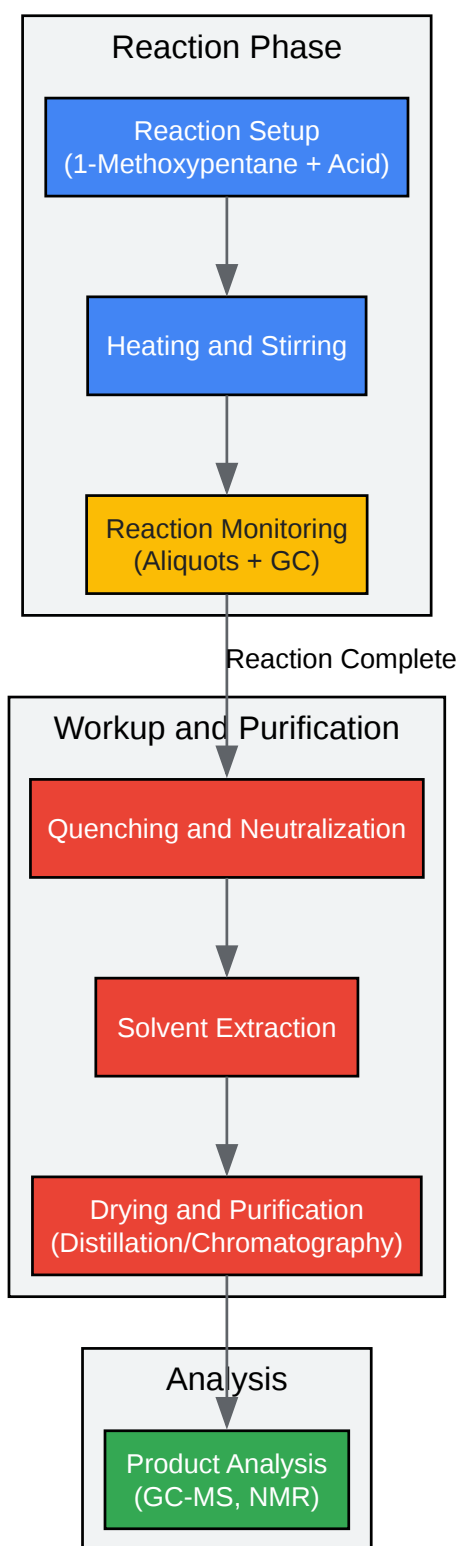 Reaction Phase
Reaction Setup
(1-Methoxypentane + Acid)
Heating and Stirring
Reaction Monitoring
(Aliquots + GC)
Reaction Complete
Workup and Purification
Quenching and Neutralization
Solvent Extraction
Drying and Purification
(Distillation/Chromatography)
Analysis
Product Analysis
(GC-MS, NMR)